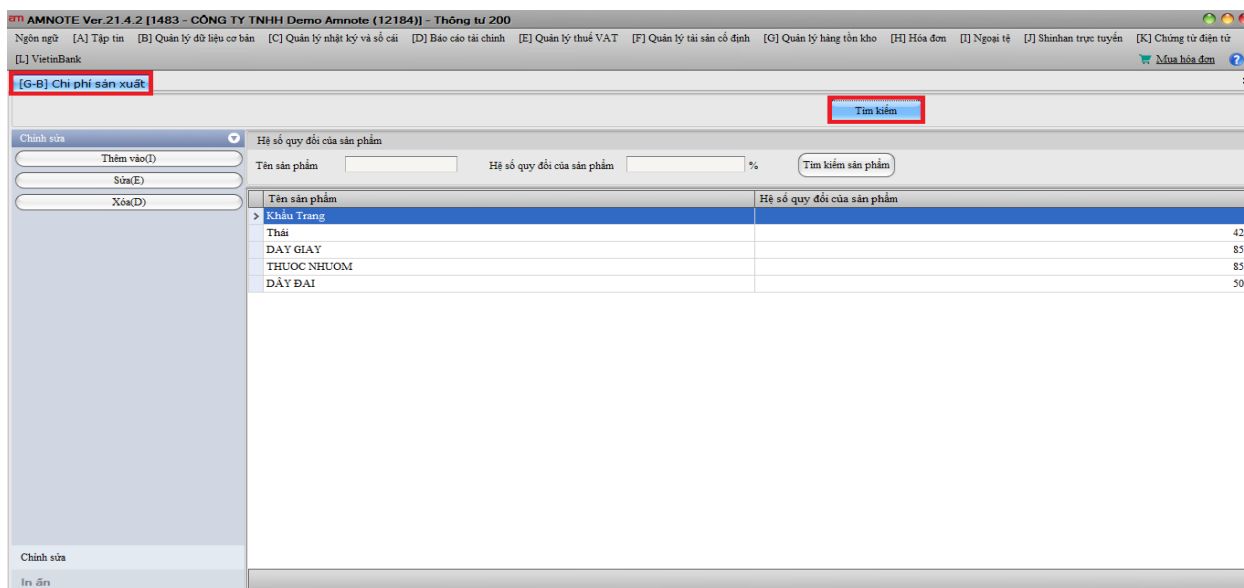 am AMNOTE Ver.21.4.2 [1483 - CÔNG TY TNHH Demo Amnote (12184)] - Thông tư 200
Ngôn ngữ [A] Tập tin [B] Quản lý dữ liệu cơ bản [C] Quản lý nhật ký và sổ cái [D] Báo cáo tài chính [E] Quản lý thuế VAT [F] Quản lý tài sản cố định [G] Quản lý hàng tồn kho [H] Hóa đơn [I] Ngoại tệ [J] Shinhan trực tuyến [K] Chứng từ điện tử
[L] VietinBank Mua hóa đơn ?
[G-B] Chi phí sản xuất
Tìm kiếm
Chỉnh sửa
Thêm vào(I)
Sửa(E)
Xóa(D)
Hệ số quy đổi của sản phẩm
Tên sản phẩm Hệ số quy đổi của sản phẩm % Tìm kiếm sản phẩm
Tên sản phẩm Hệ số quy đổi của sản phẩm
> Khẩu Trang
Thái 42
DAY GIAY 85
THUOC NHUOM 85
DÂY ĐAI 50
Chỉnh sửa
In ấn